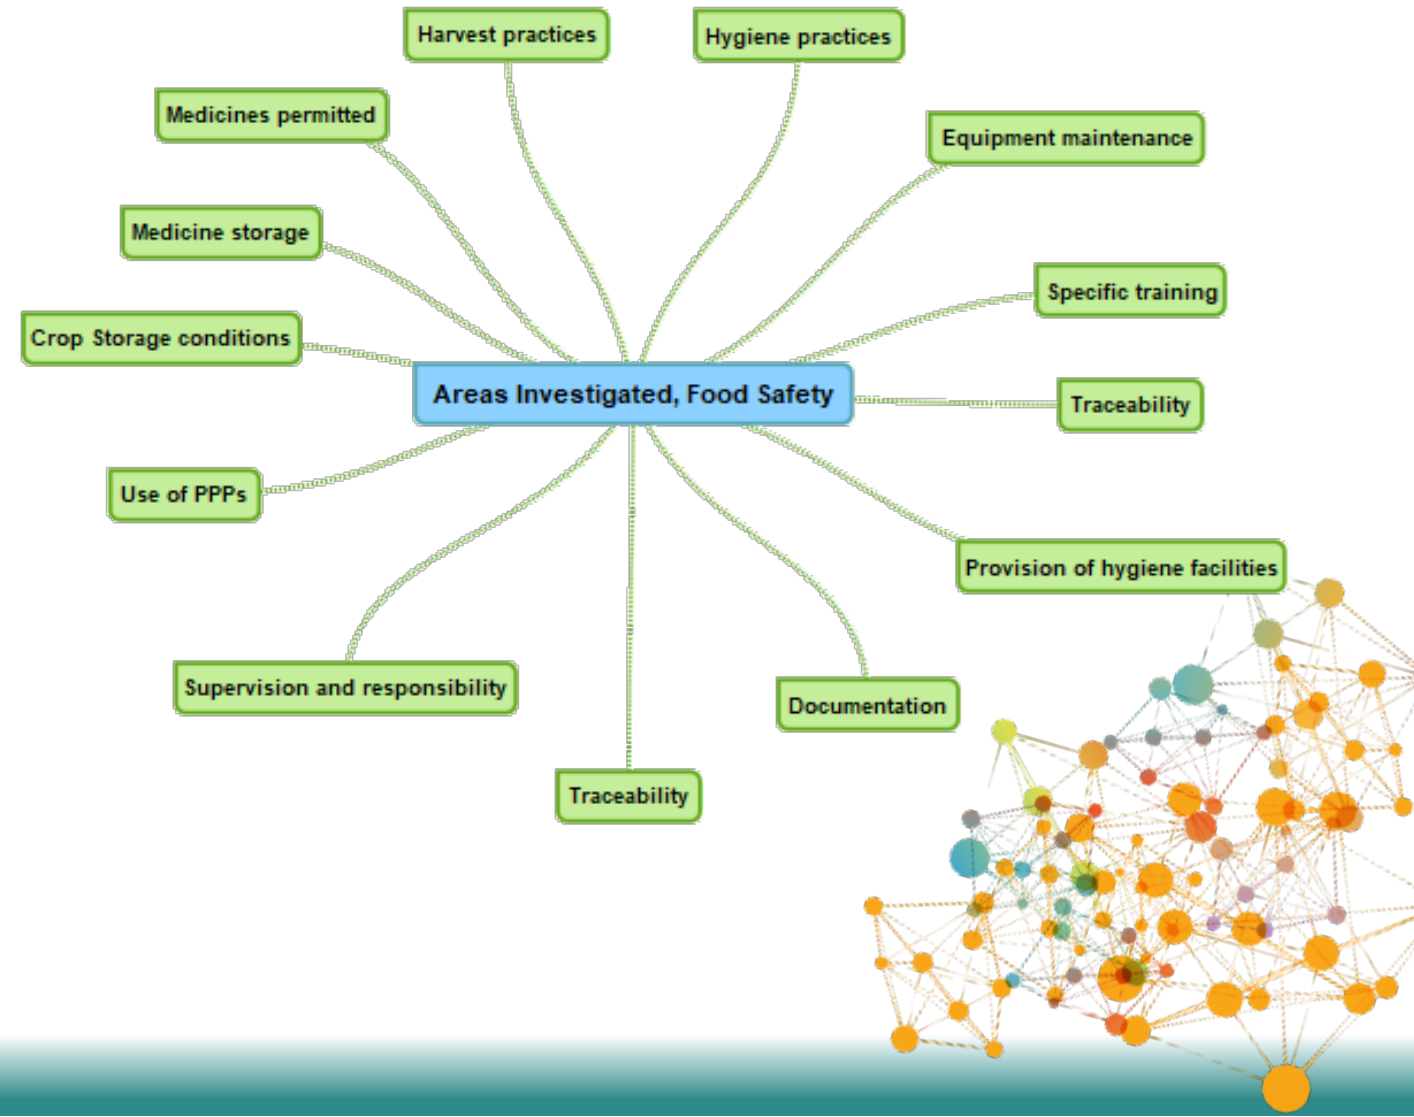 Harvest practices
Hygiene practices
Medicines permitted
Equipment maintenance
Medicine storage
Specific training
Crop Storage conditions
Areas Investigated, Food Safety
Traceability
Use of PPPs
Provision of hygiene facilities
Supervision and responsibility
Documentation
Traceability